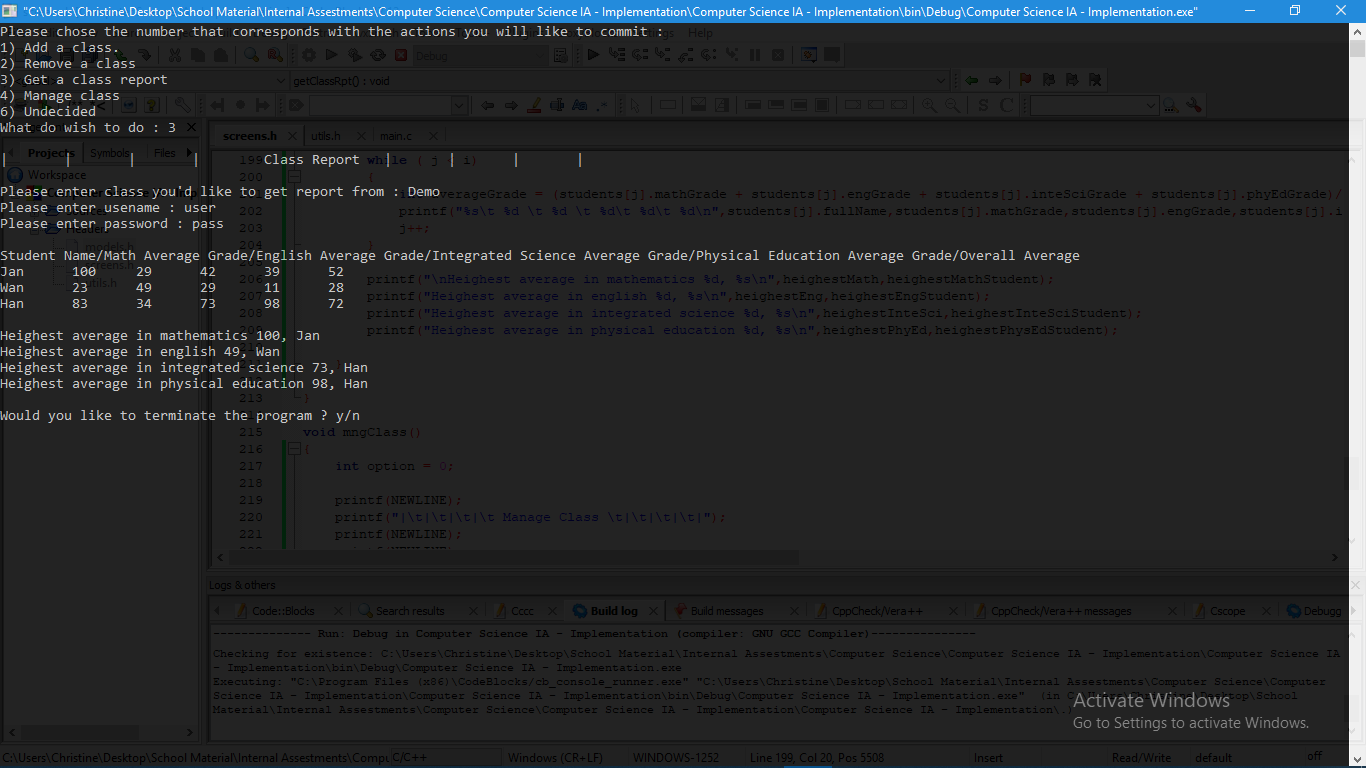 "C:\Users\Christine\Desktop\School Material\Internal Assestments\Computer Science\Computer Science IA - Implementation\Computer Science IA - Implementation\bin\Debug\Computer Science IA - Implementation.exe"
Please chose the number that corresponds with the actions you will like to commit :
Help
1) Add a class.
Debug
2) Remove a class
3) Get a class report
getClassRpt() : void
4) Manage class
6) Undecided
What do wish to do : 3
screens.h
utils.h
main.c
Projects
Symbols
Files
| | | | Class Report | | | |
199 while ( j < i)
Workspace
200 {
Please enter class you'd like to get report from : Demo
averageGrade = (students[j].mathGrade + students[j].engGrade + students[j].inteSciGrade + students[j].phyEdGrade)/
Please enter usename : user
202 printf("%s\t %d \t %d \t %d\t %d\t %d\n",students[j].fullName,students[j].mathGrade,students[j].engGrade,students[j].i
Please enter password : pass
203 j++;
204 }
models.h
Student Name/Math Average Grade/English Average Grade/Integrated Science Average Grade/Physical Education Average Grade/Overall Average
screens.h
Jan 100 29 42 39 52
206 printf("\nHeighest average in mathematics %d, %s\n",heighestMath,heighestMathStudent);
utils.h
Wan 23 49 29 11 28
207 printf("Heighest average in english %d, %s\n",heighestEng,heighestEngStudent);
Han 83 34 73 98 72
208 printf("Heighest average in integrated science %d, %s\n",heighestInteSci,heighestInteSciStudent);
printf("Heighest average in physical education %d, %s\n",heighestPhyEd,heighestPhysEdStudent);
Heighest average in mathematics 100, Jan
Heighest average in english 49, Wan
Heighest average in integrated science 73, Han
Heighest average in physical education 98, Han
213 }
Would you like to terminate the program ? y/n
215 void mngClass()
216 {
217 int option = 0;
218
219 printf(NEWLINE);
220 printf("|\t|\t|\t|\t Manage Class \t|\t|\t|\t|");
221 printf(NEWLINE);
Logs & others
Code::Blocks
Search results
Cccc
Build log
Build messages
CppCheck/Vera++
CppCheck/Vera++ messages
Cscope
Debugg
-------------- Run: Debug in Computer Science IA - Implementation (compiler: GNU GCC Compiler)---------------
Checking for existence: C:\Users\Christine\Desktop\School Material\Internal Assestments\Computer Science\Computer Science IA - Implementation\Computer Science IA
- Implementation\bin\Debug\Computer Science IA - Implementation.exe
Executing: "C:\Program Files (x86)\CodeBlocks/cb_console_runner.exe" "C:\Users\Christine\Desktop\School Material\Internal Assestments\Computer Science\Computer
Science IA - Implementation\Computer Science IA - Implementation\bin\Debug\Computer Science IA - Implementation.exe" (in C:\Users\Christine\Desktop\School
Material\Internal Assestments\Computer Science\Computer Science IA - Implementation\Computer Science IA - Implementation\.)
Activate Windows
Go to Settings to activate Windows.
C:\Users\Christine\Desktop\School Material\Internal Assestments\Compu
C/C++
Windows (CR+LF)
WINDOWS-1252
Line 199, Col 20, Pos 5508
Insert
Read/Write
default
off